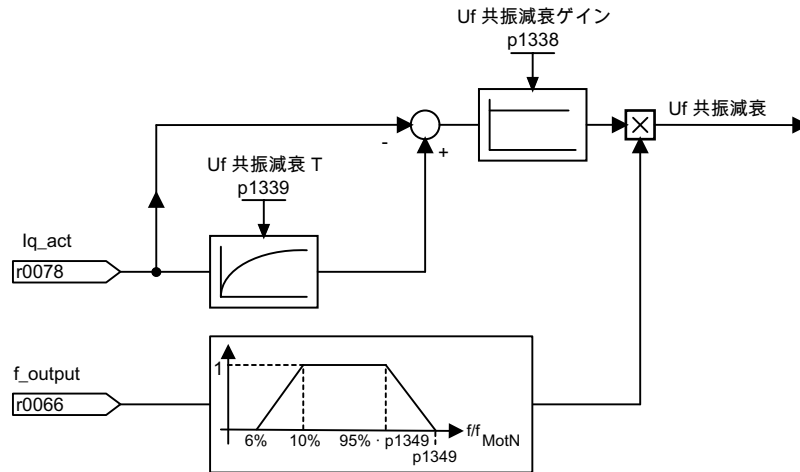 Uf 共振減衰ゲイン
p1338
Uf 共振減衰
-
+
Uf 共振減衰 T
p1339
Iq_act
r0078
f_output
r0066
1
6% 10% 95% · p1349 f/fMotN
p1349